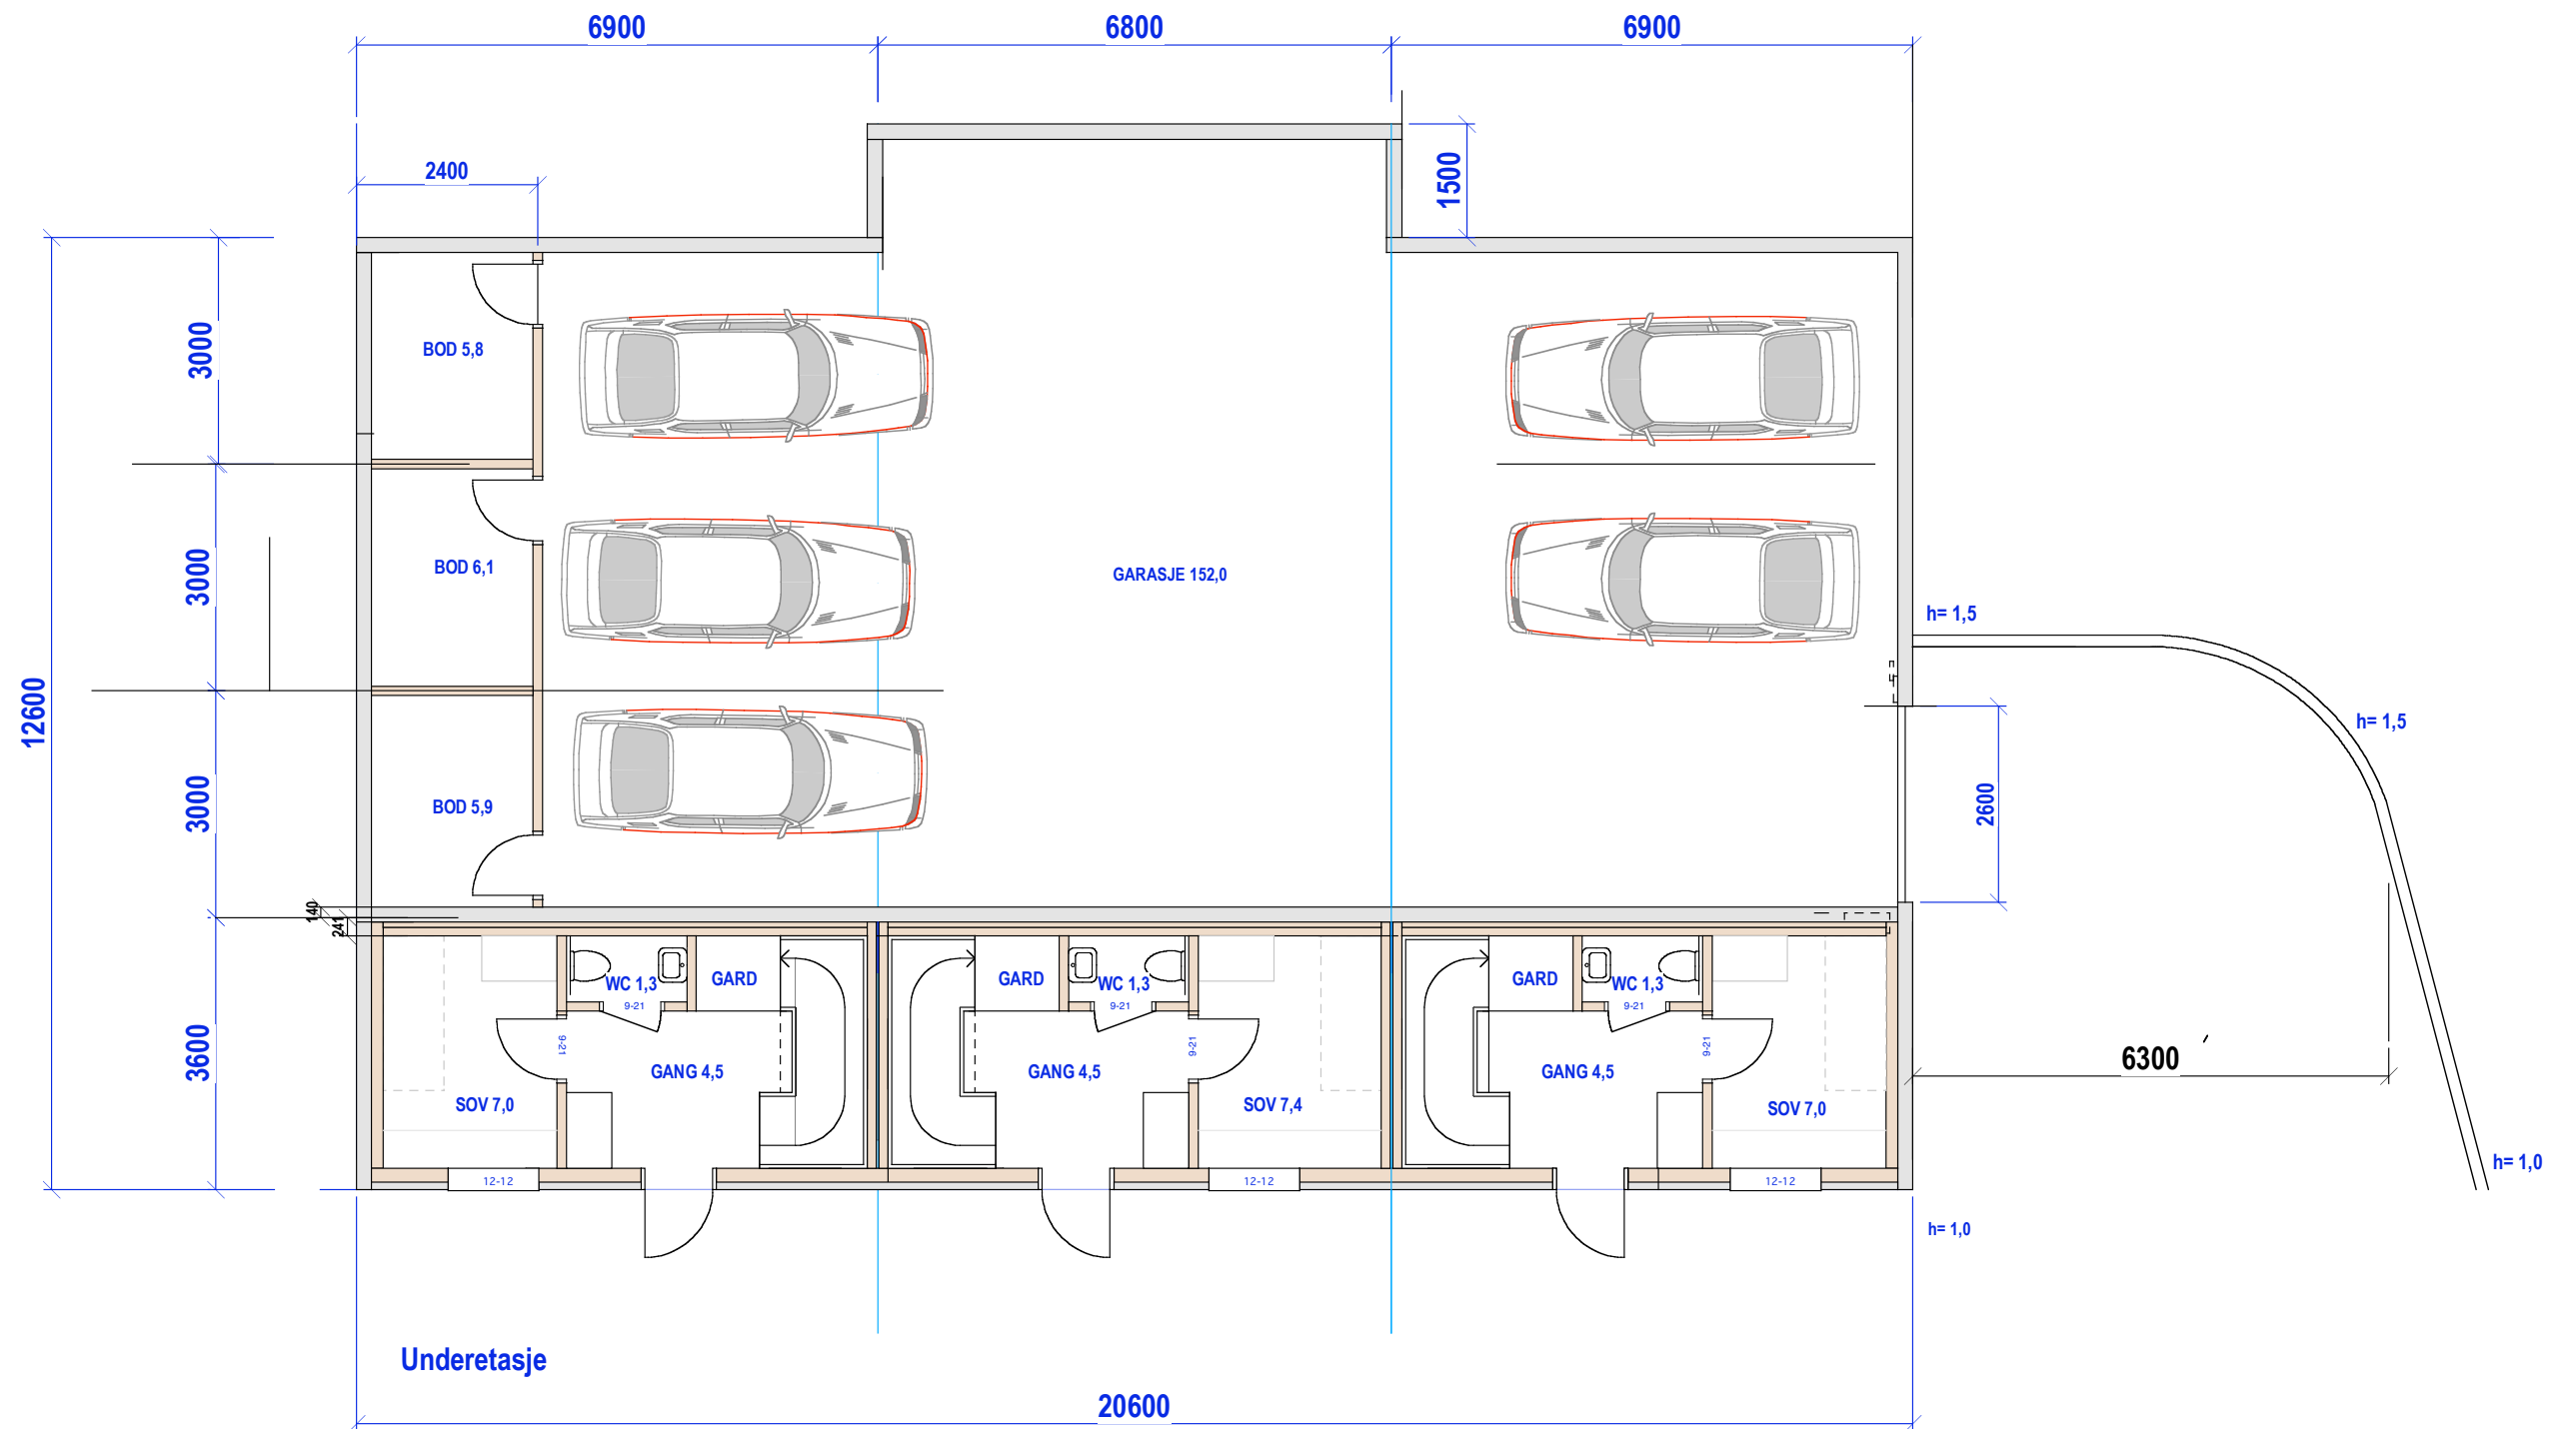 6900
6800
6900
2400
1500
3000
BOD 5,8
3000
BOD 6,1
GARASJE 152,0
h= 1,5
h= 1,5
12600
3000
BOD 5,9
2600
140
241
WC 1,3
9-21
GARD
GARD
WC 1,3
9-21
GARD
WC 1,3
9-21
3600
9-21
GANG 4,5
GANG 4,5
9-21
GANG 4,5
9-21
6300
SOV 7,0
SOV 7,4
SOV 7,0
h= 1,0
12-12
12-12
12-12
h= 1,0
Underetasje
20600